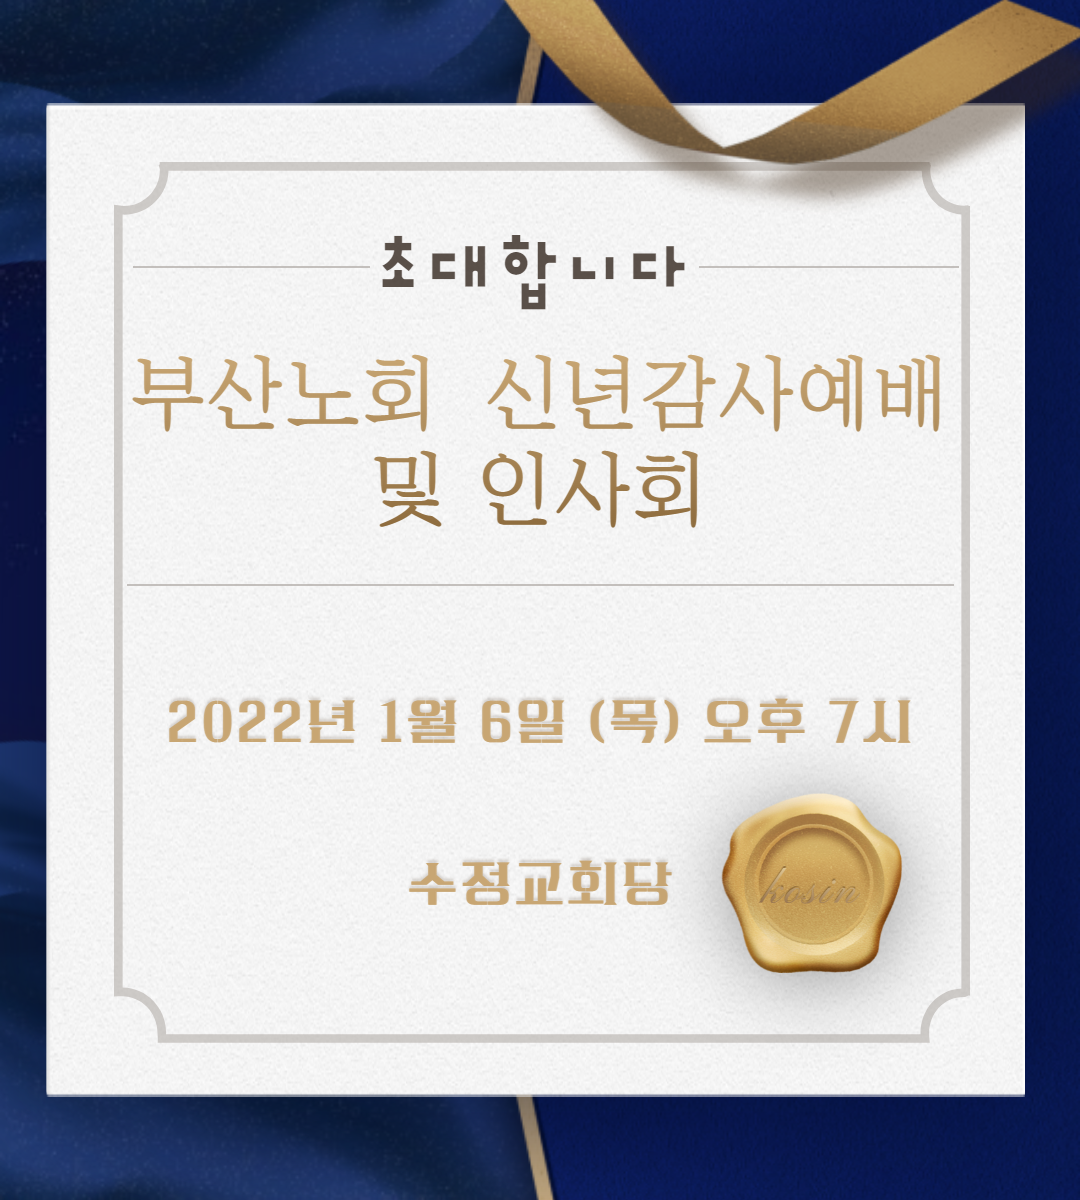 초대합니다
부산노회 신년감사예배
및 인사회
2022년 1월 6일 (목) 오후 7시
수정교회당
kosin